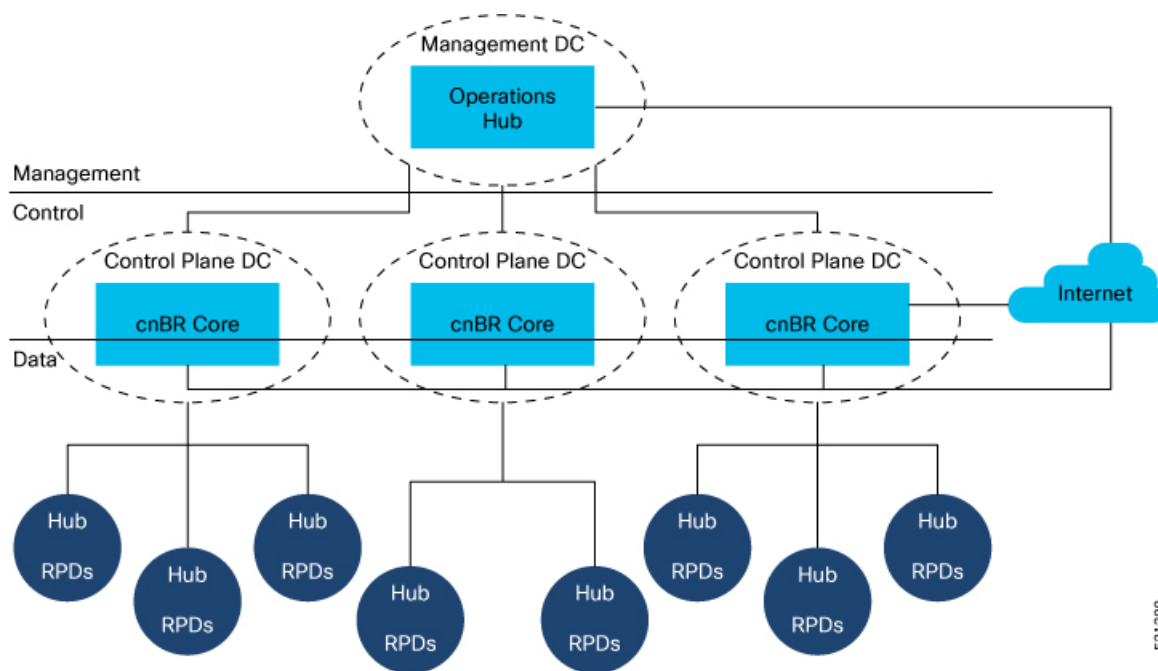 Management DC
Operations
Hub
Management
Control
Control Plane DC
Control Plane DC
Control Plane DC
cnBR Core
cnBR Core
cnBR Core
Internet
Data
Hub
RPDs
Hub
RPDs
Hub
RPDs
Hub
RPDs
Hub
RPDs
Hub
RPDs
Hub
RPDs
Hub
RPDs